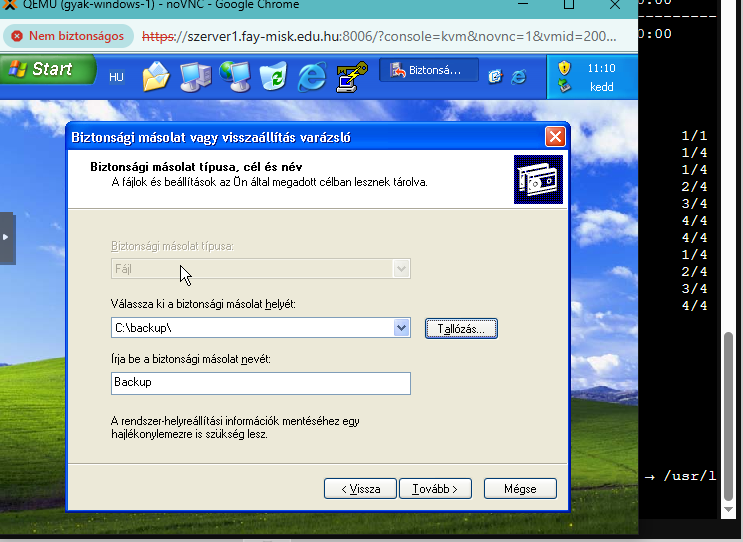 QEMU (gyak-windows-1) - noVNC - Google Chrome
Nem biztonságos
https://szerver1.fay-misk.edu.hu:8006/?console=kvm&novnc=1&vmid=200...
Start
HU
Biztonsá...
11:10
kedd
Biztonsági másolat vagy visszaállítás varázsló
Biztonsági másolat típusa, cél és név
A fájlok és beállítások az Ön által megadott célban lesznek tárolva.
Biztonsági másolat típusa:
Fájl
Válassza ki a biztonsági másolat helyét:
C:\backup\
Tallózás...
Írja be a biztonsági másolat nevét:
Backup
A rendszer-helyreállítási információk mentéséhez egy
hajlékonylemezre is szükség lesz.
< Vissza
Tovább >
Mégse
--------
0:00
1/1
1/4
1/4
2/4
3/4
4/4
4/4
1/4
2/4
3/4
4/4
→ /usr/l